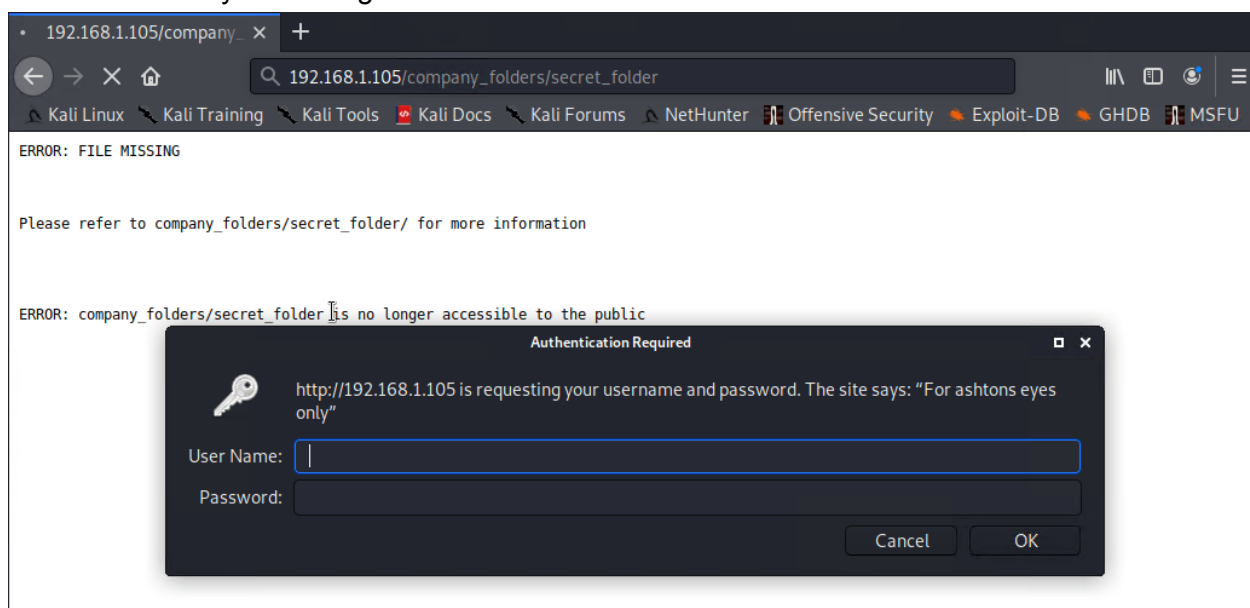 192.168.1.105/company_
192.168.1.105/company_folders/secret_folder
Kali Linux Kali Training Kali Tools Kali Docs Kali Forums NetHunter Offensive Security Exploit-DB GHDB MSFU
ERROR: FILE MISSING
Please refer to company_folders/secret_folder/ for more information
ERROR: company_folders/secret_folder is no longer accessible to the public
Authentication Required
http://192.168.1.105 is requesting your username and password. The site says: “For ashtons eyes
only”
User Name:
Password:
Cancel OK